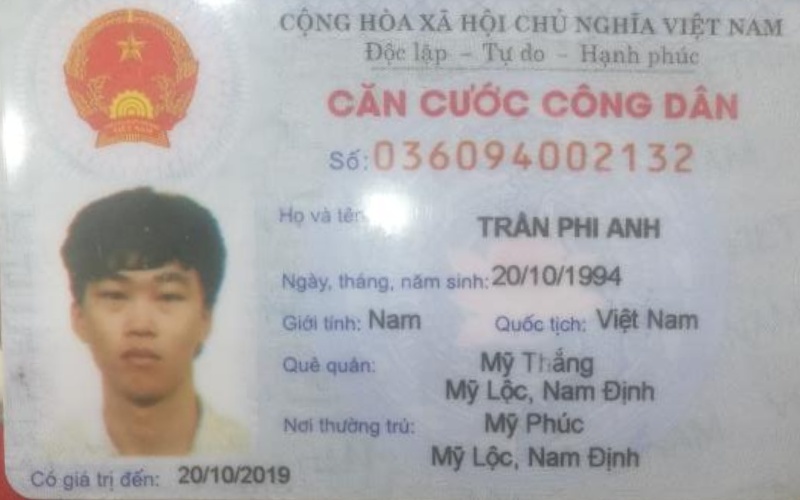 CỘNG HÒA XÃ HỘI CHỦ NGHĨA VIỆT NAM
Độc lập - Tự do - Hạnh phúc
CĂN CƯỚC CÔNG DÂN
Số: 036094002132
Họ và tên TRẦN PHI ANH
Ngày, tháng, năm sinh: 20/10/1994
Giới tính: Nam Quốc tịch: Việt Nam
Quê quán: Mỹ Thắng
Mỹ Lộc, Nam Định
Nơi thường trú: Mỹ Phúc
Mỹ Lộc, Nam Định
Có giá trị đến: 20/10/2019
VIỆT NAM